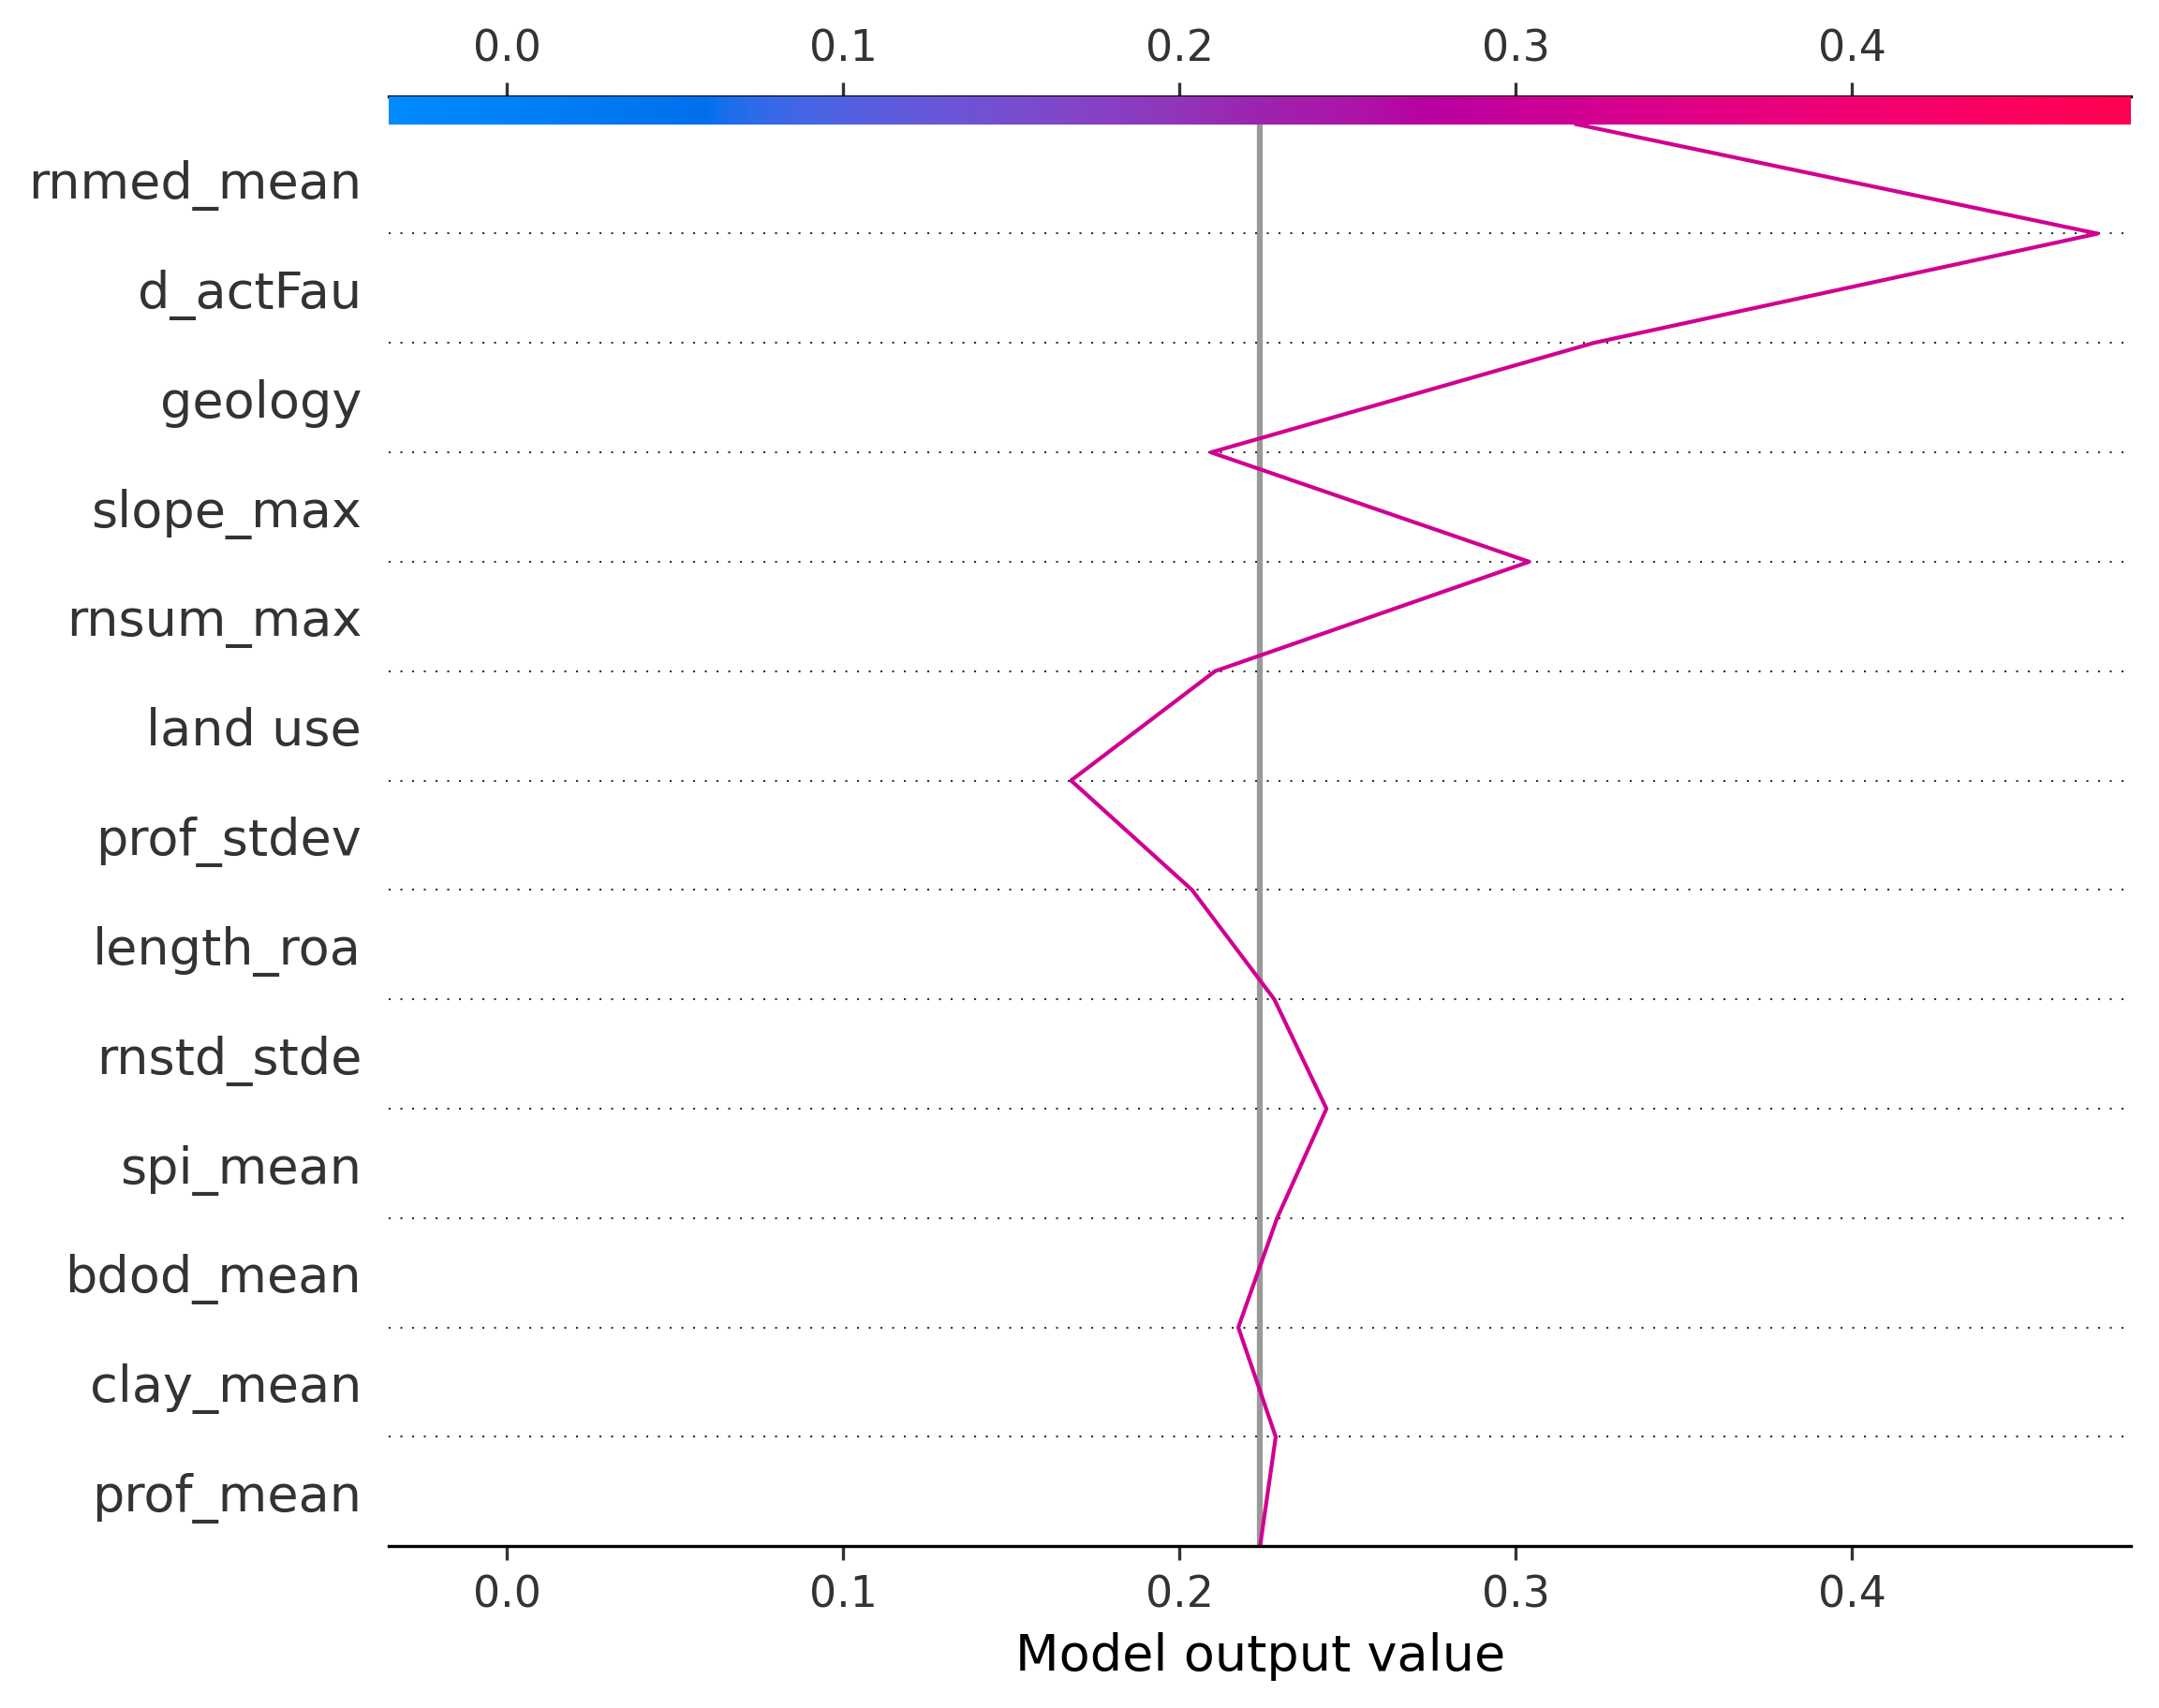 0.0 0.1 0.2 0.3 0.4
rnmed_mean
d_actFau
geology
slope_max
rnsum_max
land use
prof_stdev
length_roa
rnstd_stde
spi_mean
bdod_mean
clay_mean
prof_mean
0.0 0.1 0.2 0.3 0.4
Model output value